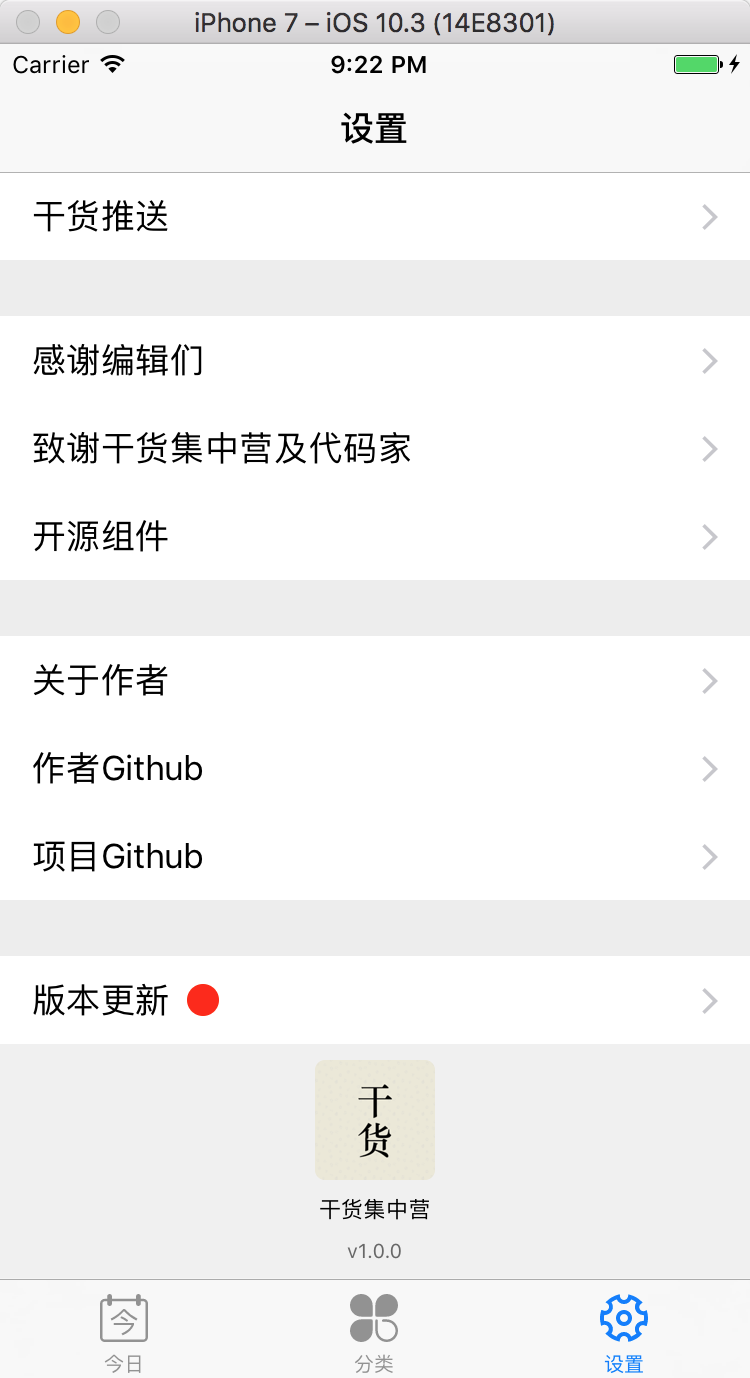 iPhone 7 – iOS 10.3 (14E8301)
Carrier 9:22 PM
设置
干货推送
感谢编辑们
致谢干货集中营及代码家
开源组件
关于作者
作者Github
项目Github
版本更新
干
货
干货集中营
v1.0.0
今
今日 分类 设置